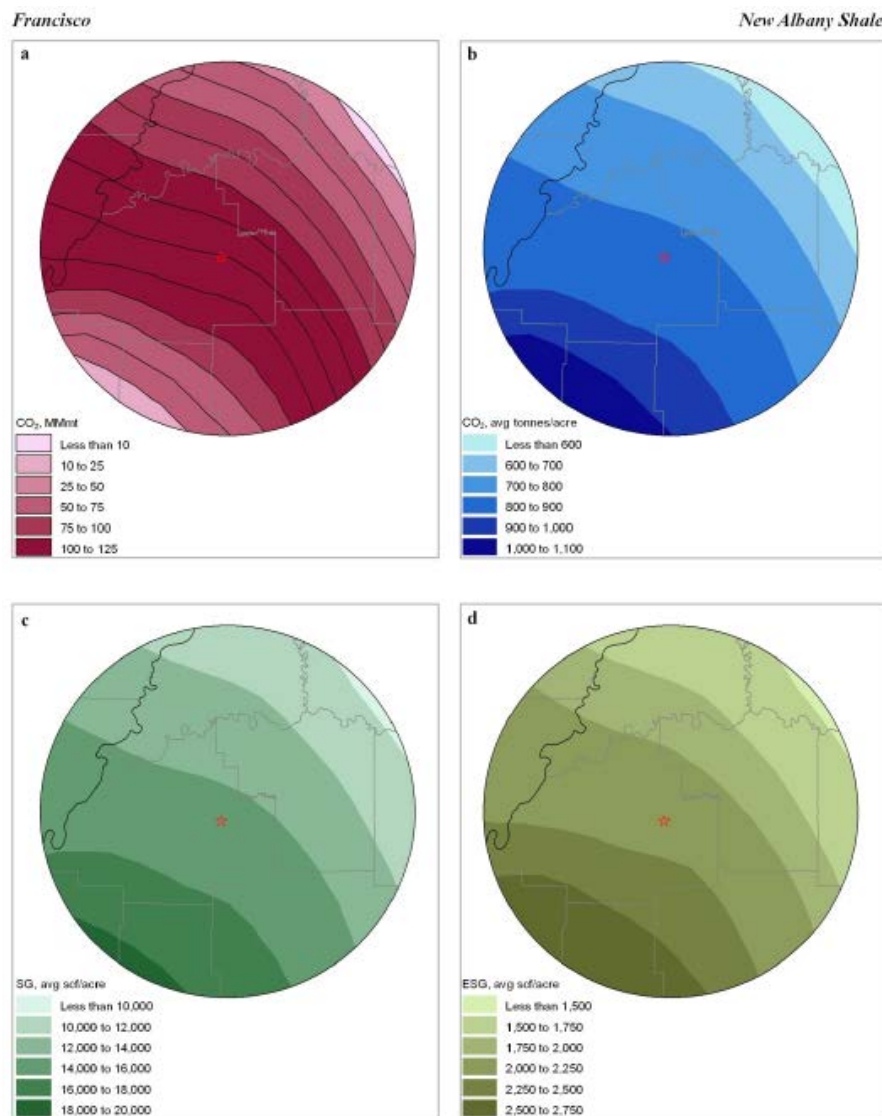 Francisco New Albany Shale
a
CO₂, MMmt
Less than 10
10 to 25
25 to 50
50 to 75
75 to 100
100 to 125
b
CO₂, avg tonnes/acre
Less than 600
600 to 700
700 to 800
800 to 900
900 to 1,000
1,000 to 1,100
c
SG, avg scf/acre
Less than 10,000
10,000 to 12,000
12,000 to 14,000
14,000 to 16,000
16,000 to 18,000
18,000 to 20,000
d
ESG, avg scf/acre
Less than 1,500
1,500 to 1,750
1,750 to 2,000
2,000 to 2,250
2,250 to 2,500
2,500 to 2,750